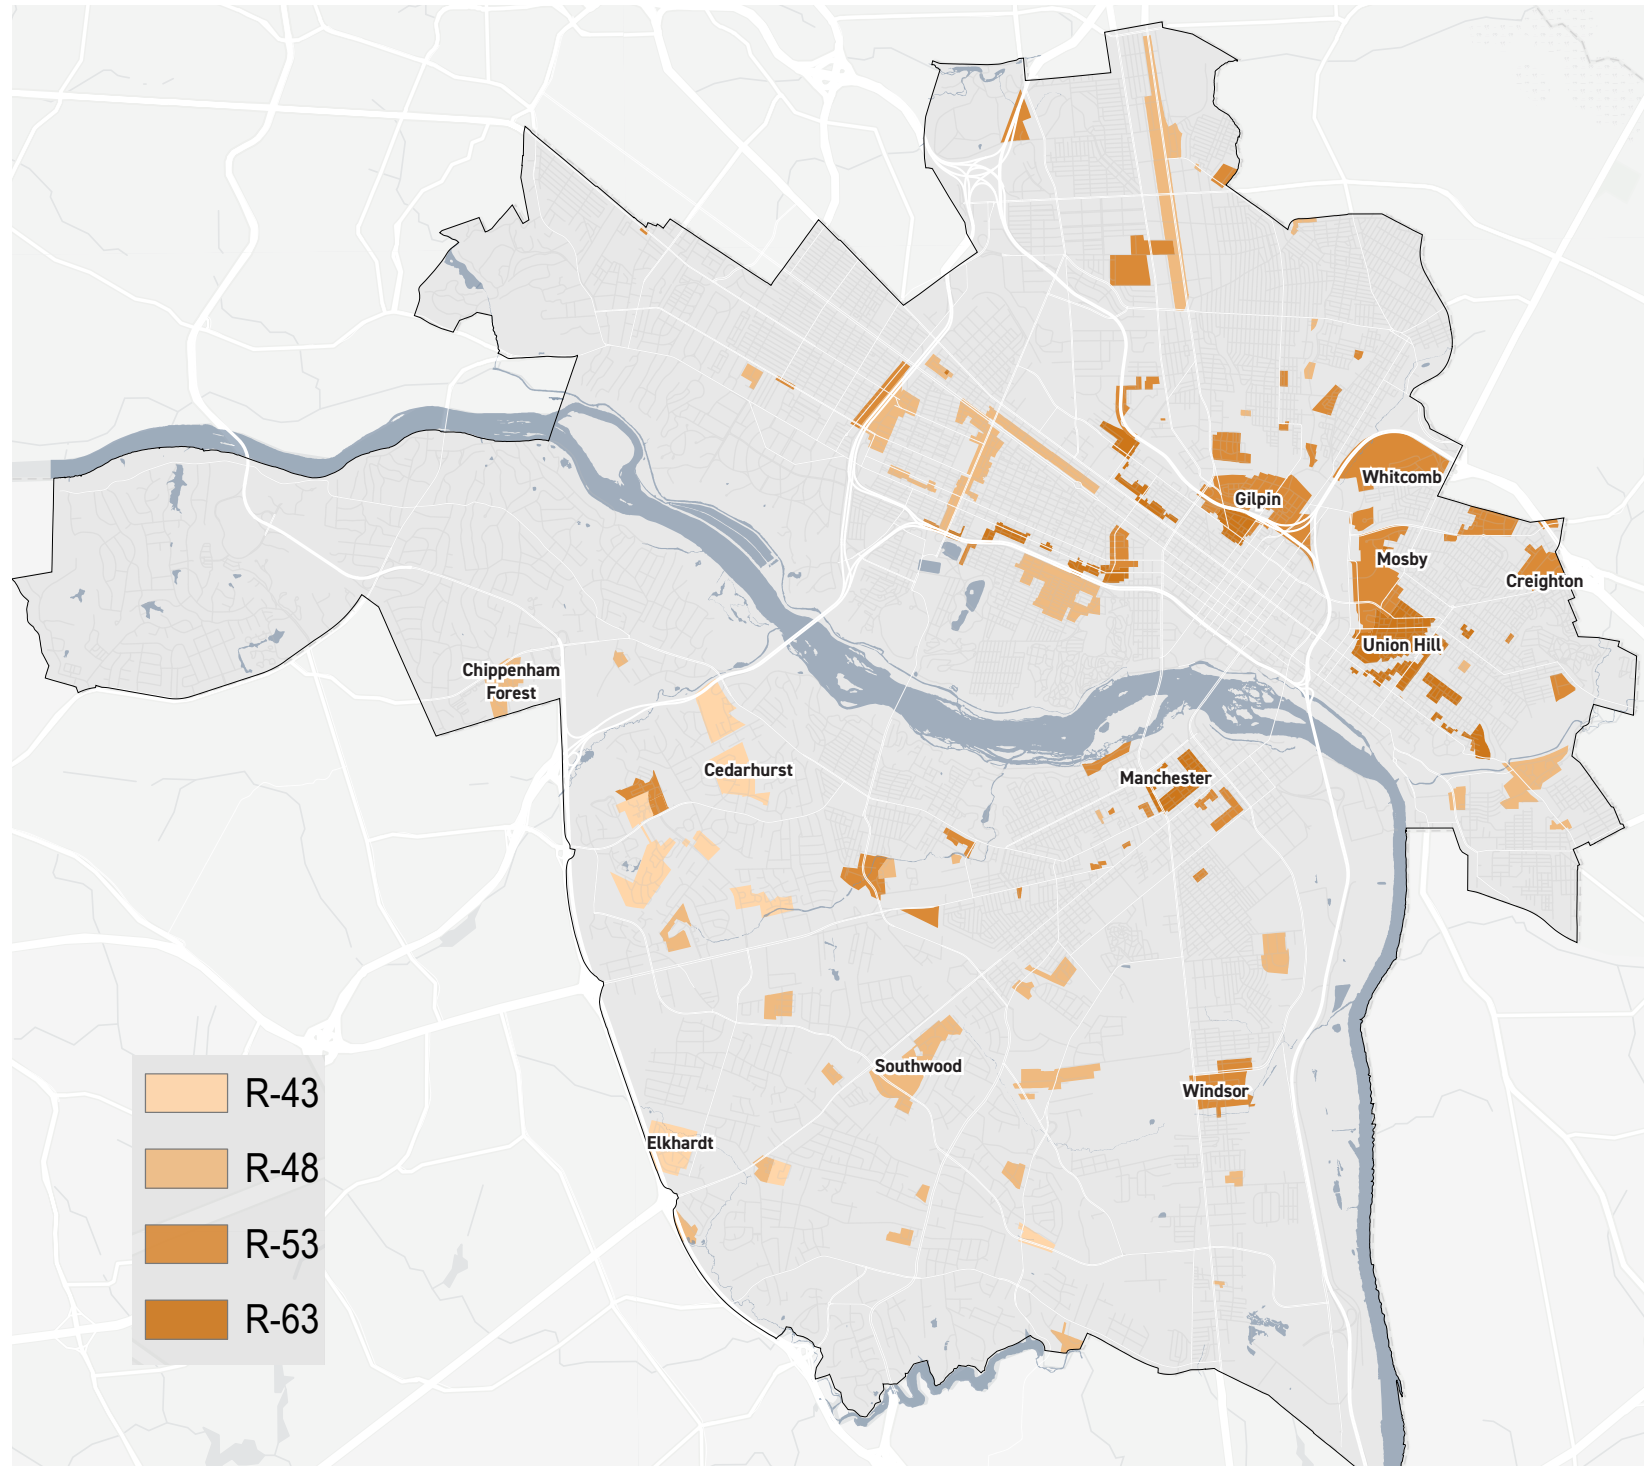 Whitcomb
Gilpin
Mosby
Creighton
Union Hill
Chippenham
Forest
Cedarhurst
Manchester
Southwood
Windsor
Elkhardt
R-43
R-48
R-53
R-63